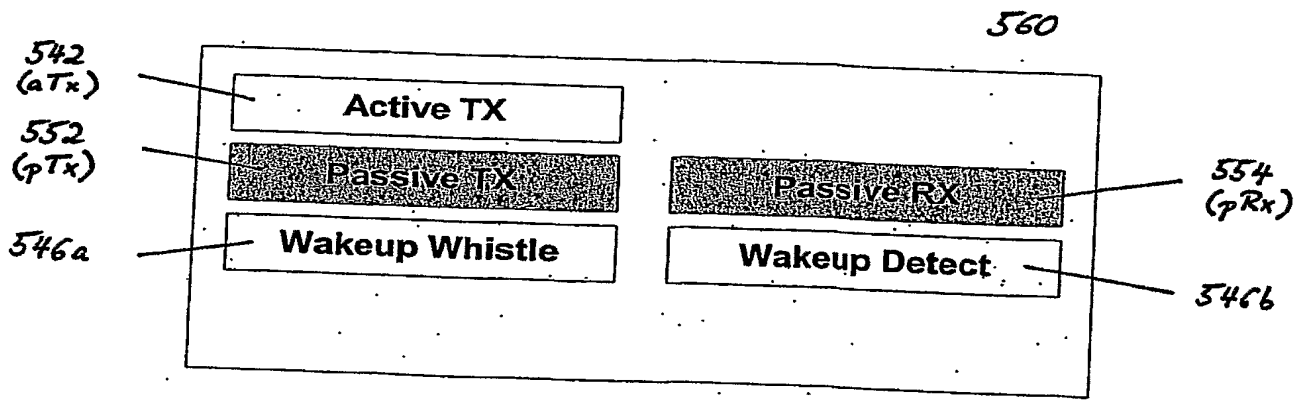 560
542
(aTx)
Active TX
552
(pTx)
Passive TX
Passive RX
554
(pRx)
546a
Wakeup Whistle
Wakeup Detect
546b